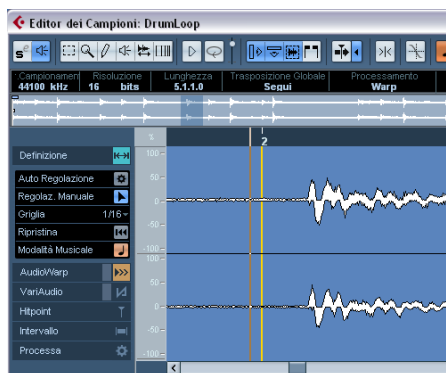 Editor dei Campioni: DrumLoop
Campionament Risoluzione Lunghezza Trasposizione Globale Processamento
44100 kHz 16 bits 5.1.1.0 Segui Warp
%
2
Definizione
Auto Regolazione
Regolaz. Manuale
Griglia 1/16
Ripristina
Modalità Musicale
AudioWarp
VariAudio
Hitpoint
Intervallo
Processa
100
50
0
-50
-100
100
50
0
-50
-100